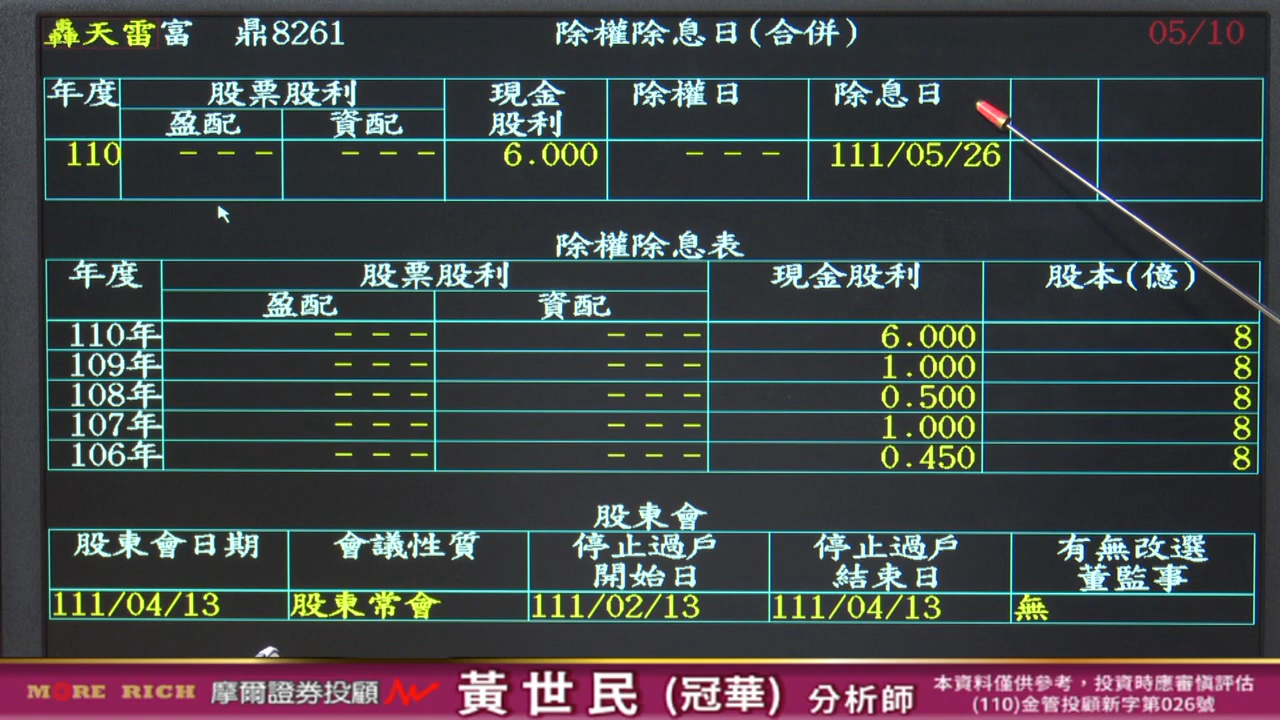 轟天雷富 鼎8261 除權除息日(合併) 05/10
年度 股票股利 現金股利 除權日 除息日
盈配 資配
110 --- --- 6.000 --- 111/05/26
除權除息表
年度 股票股利 現金股利 股本(億)
盈配 資配
110年 --- --- 6.000 8
109年 --- --- 1.000 8
108年 --- --- 0.500 8
107年 --- --- 1.000 8
106年 --- --- 0.450 8
股東會
股東會日期 會議性質 停止過戶開始日 停止過戶結束日 有無改選董監事
111/04/13 股東常會 111/02/13 111/04/13 無
MORE RICH 摩爾證券投顧 黃世民(冠華) 分析師 本資料僅供參考,投資時應審慎評估
(110)金管投顧新字第026號